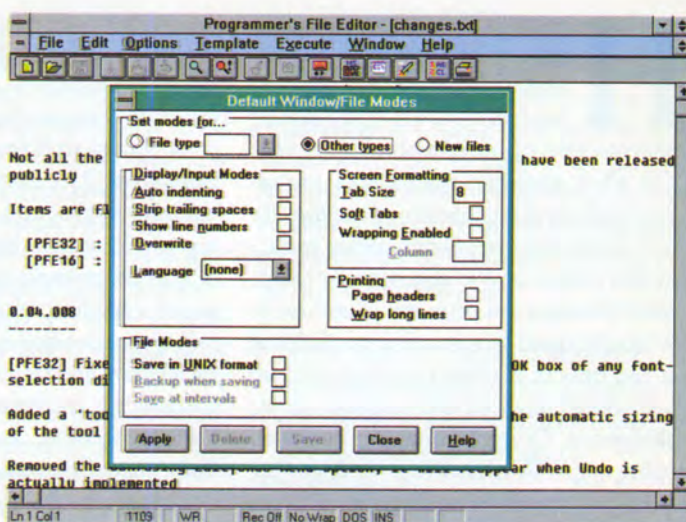 Programmer's File Editor - [changes.txt]
File Edit Options Template Execute Window Help
Default Window/File Modes
Set modes for...
File type
Other types
New files
Not all the
have been released
publicly
Items are Fl
[PFE32] :
[PFE16] :
Display/Input Modes
Auto indenting
Strip trailing spaces
Show line numbers
Overwrite
Language (none)
Screen Formatting
Tab Size 8
Soft Tabs
Wrapping Enabled
Column
Printing
Page headers
Wrap long lines
0.04.008
--------
File Modes
Save in UNIX format
Backup when saving
Save at intervals
[PFE32] Fixe
OK box of any font-
selection di
Added a 'too
he automatic sizing
of the tool
Apply Delete Save Close Help
Removed the
option, it will reappear when Undo is
actually implemented
Ln 1 Col 1 1109 WR Rec Off No Wrap DOS INS